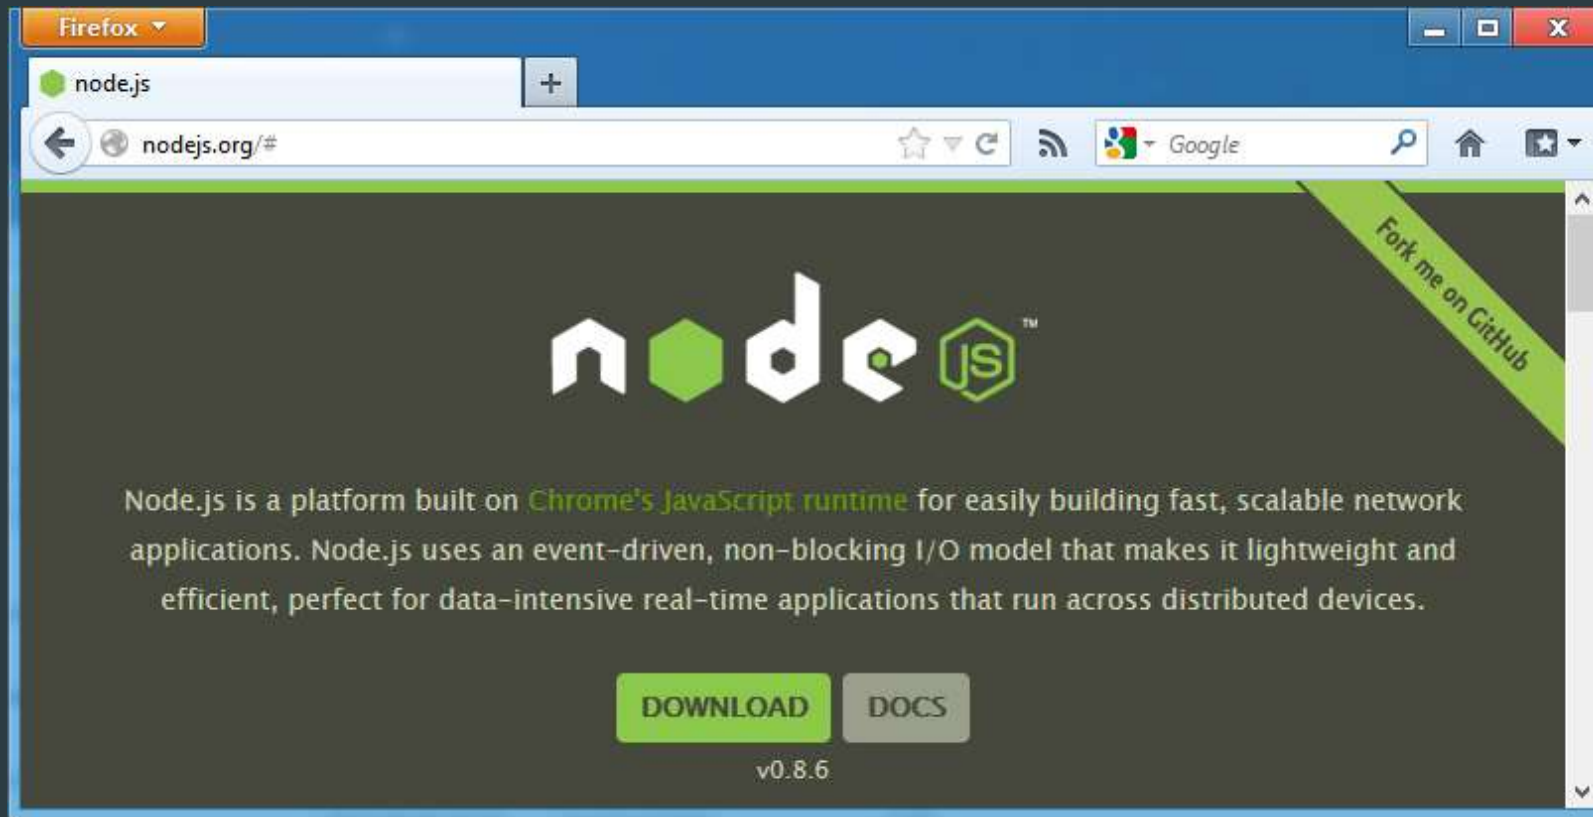 Firefox
node.js
nodejs.org/#
Google
Fork me on GitHub
node JS™
Node.js is a platform built on Chrome's JavaScript runtime for easily building fast, scalable network
applications. Node.js uses an event-driven, non-blocking I/O model that makes it lightweight and
efficient, perfect for data-intensive real-time applications that run across distributed devices.
DOWNLOAD DOCS
v0.8.6